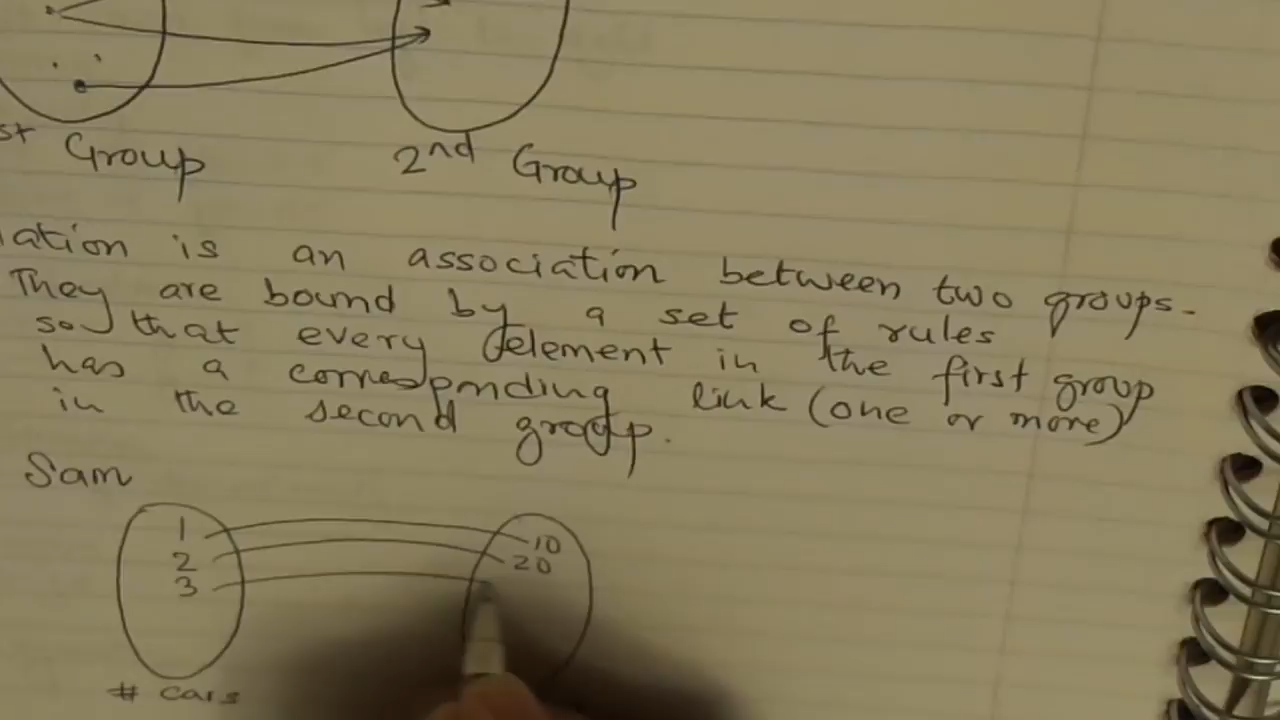 st Group 2nd Group
lation is an association between two groups.
They are bound by a set of rules
so that every element in the first group
has a corresponding link (one or more)
in the second group.
Sam
1 10
2 20
3
# cars